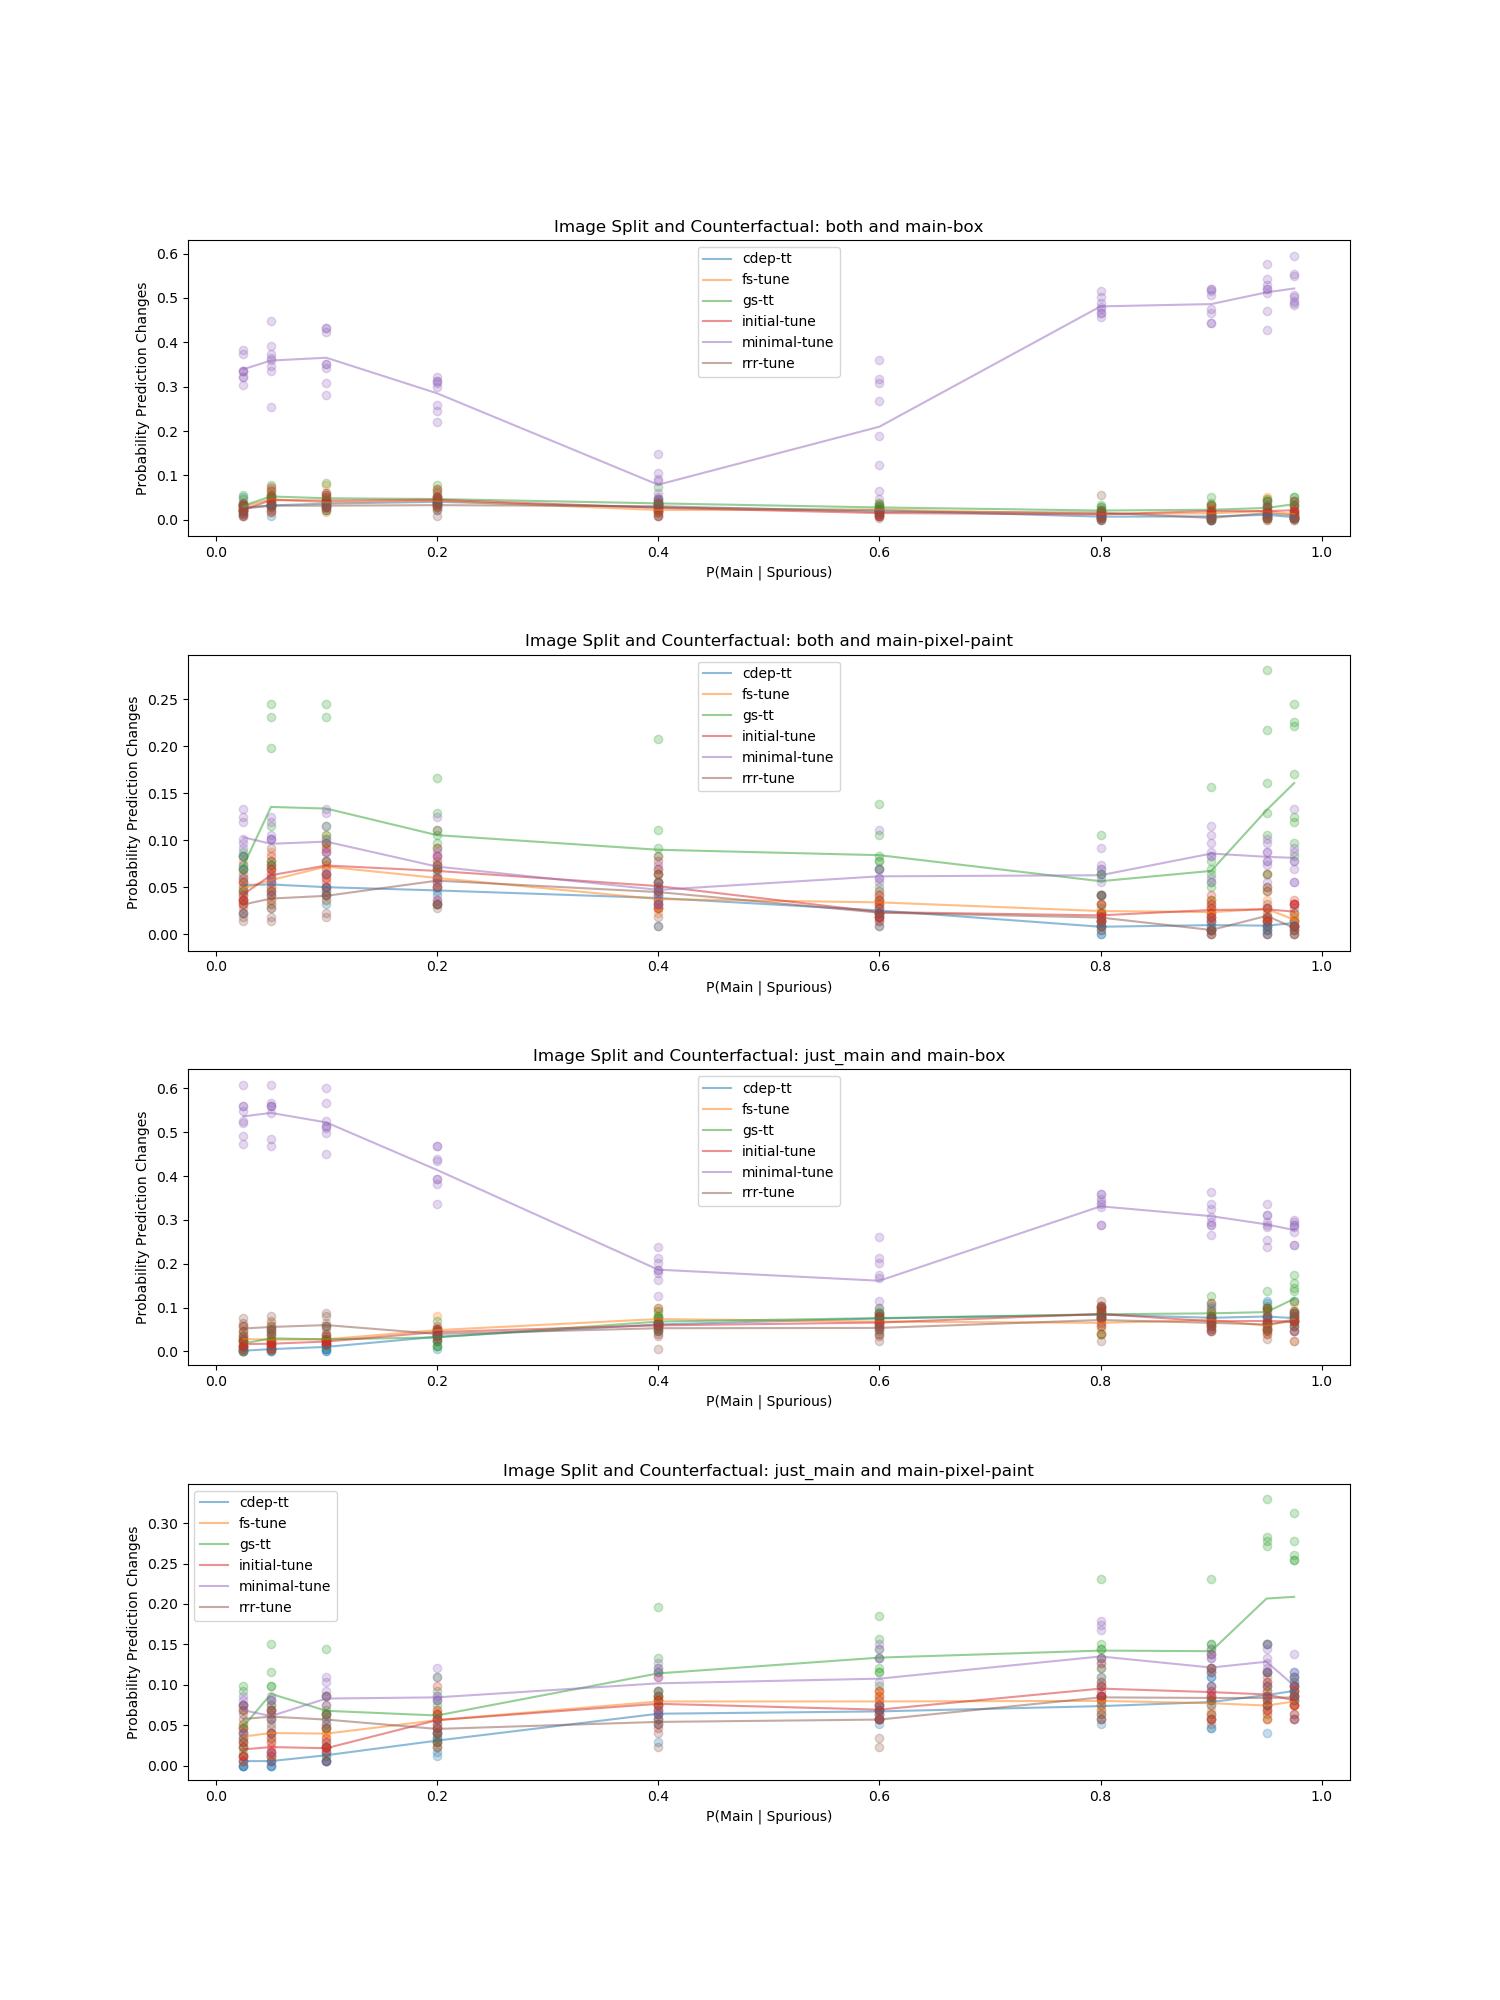 Image Split and Counterfactual: both and main-box
Probability Prediction Changes
0.6
0.5
0.4
0.3
0.2
0.1
0.0
cdep-tt
fs-tune
gs-tt
initial-tune
minimal-tune
rrr-tune
0.0 0.2 0.4 0.6 0.8 1.0
P(Main | Spurious)
Image Split and Counterfactual: both and main-pixel-paint
Probability Prediction Changes
0.25
0.20
0.15
0.10
0.05
0.00
cdep-tt
fs-tune
gs-tt
initial-tune
minimal-tune
rrr-tune
0.0 0.2 0.4 0.6 0.8 1.0
P(Main | Spurious)
Image Split and Counterfactual: just_main and main-box
Probability Prediction Changes
0.6
0.5
0.4
0.3
0.2
0.1
0.0
cdep-tt
fs-tune
gs-tt
initial-tune
minimal-tune
rrr-tune
0.0 0.2 0.4 0.6 0.8 1.0
P(Main | Spurious)
Image Split and Counterfactual: just_main and main-pixel-paint
Probability Prediction Changes
0.30
0.25
0.20
0.15
0.10
0.05
0.00
cdep-tt
fs-tune
gs-tt
initial-tune
minimal-tune
rrr-tune
0.0 0.2 0.4 0.6 0.8 1.0
P(Main | Spurious)